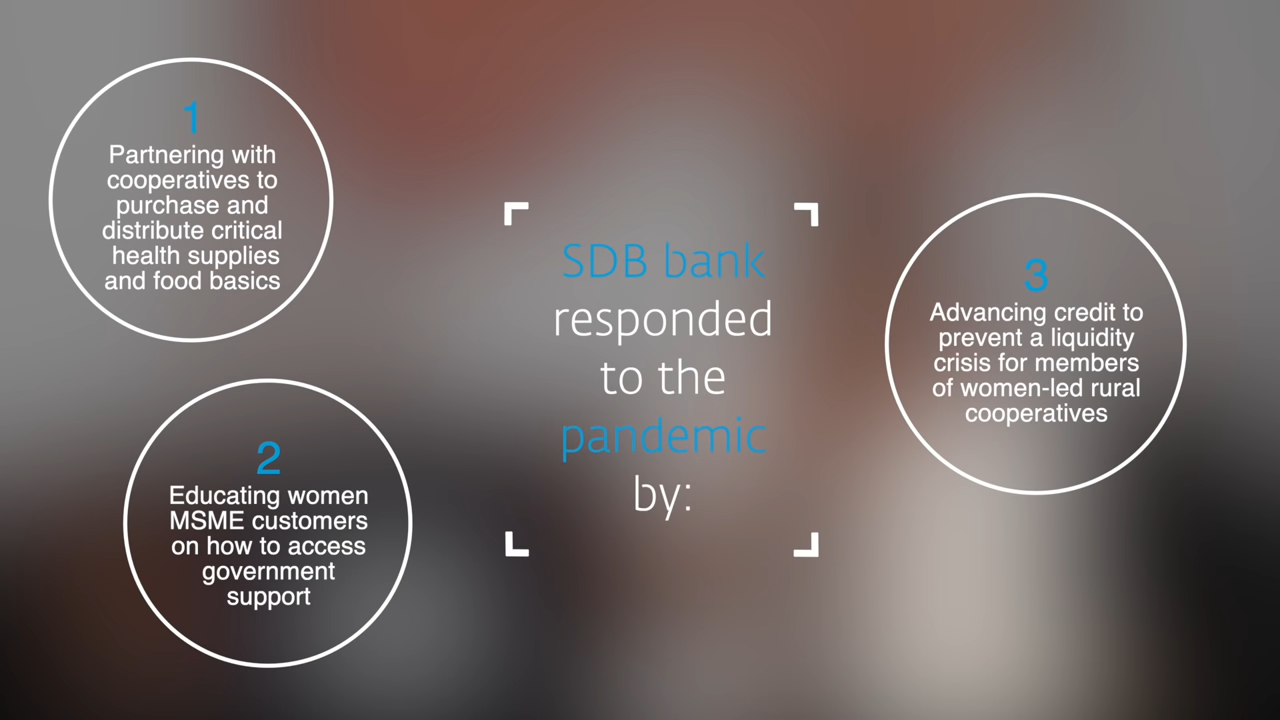 SDB bank
responded
to the
pandemic
by:
1
Partnering with
cooperatives to
purchase and
distribute critical
health supplies
and food basics
2
Educating women
MSME customers
on how to access
government
support
3
Advancing credit to
prevent a liquidity
crisis for members
of women-led rural
cooperatives